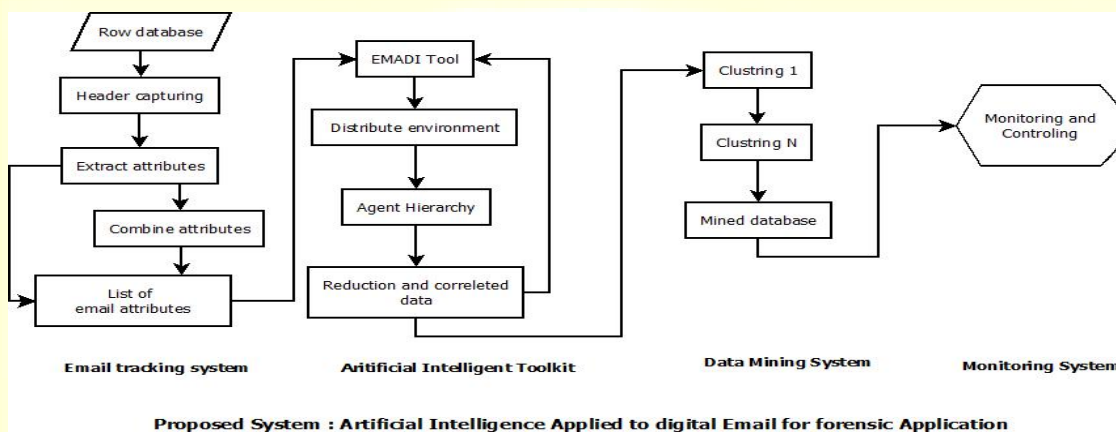 Row database
Header capturing
Extract attributes
Combine attributes
List of
email attributes
Email tracking system
EMADI Tool
Distribute environment
Agent Hierarchy
Reduction and correleted
data
Aritificial Intelligent Toolkit
Clustring 1
Clustring N
Mined database
Data Mining System
Monitoring and
Controling
Monitoring System
Proposed System : Artificial Intelligence Applied to digital Email for forensic Application